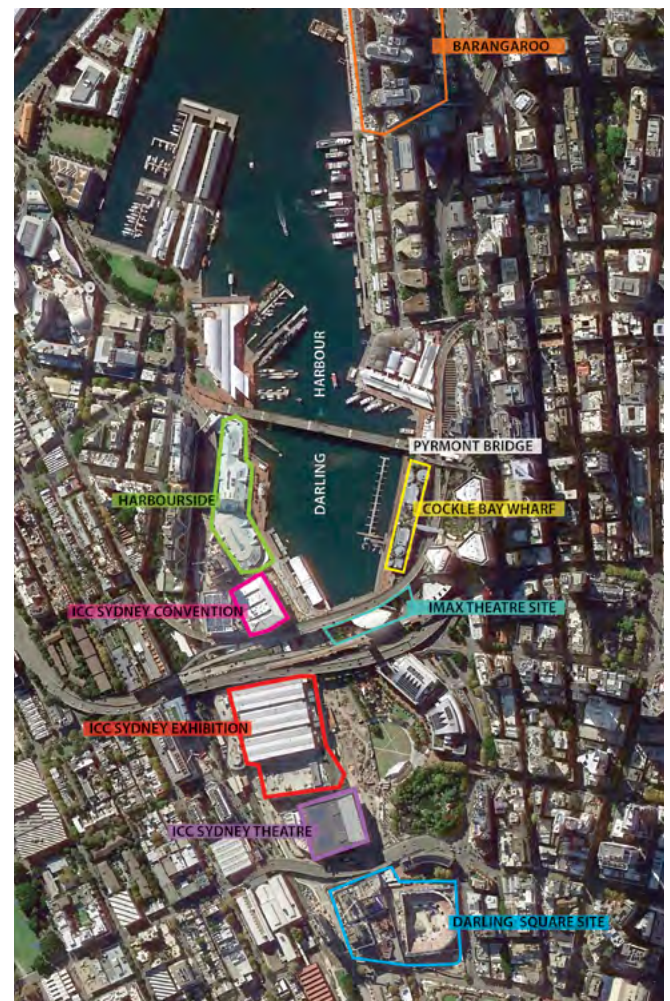 BARANGAROO
DARLING HARBOUR
PYRMONT BRIDGE
HARBOURSIDE
COCKLE BAY WHARF
ICC SYDNEY CONVENTION
IMAX THEATRE SITE
ICC SYDNEY EXHIBITION
ICC SYDNEY THEATRE
DARLING SQUARE SITE